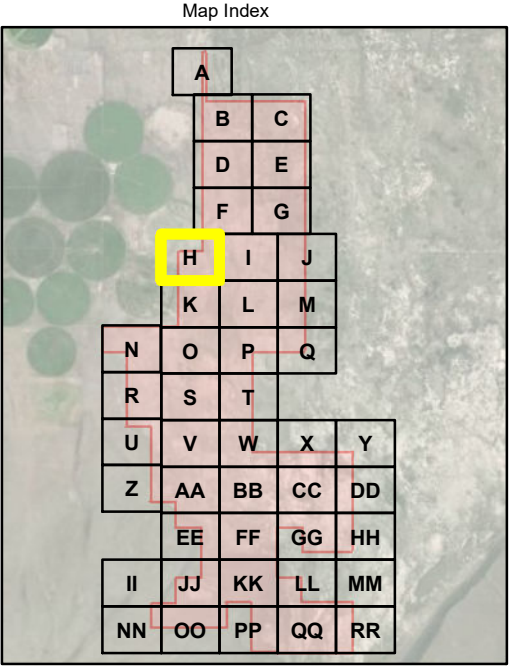 Map Index
A
B C
D E
F G
H I J
K L M
N O P Q
R S T
U V W X Y
Z AA BB CC DD
EE FF GG HH
II JJ KK LL MM
NN OO PP QQ RR